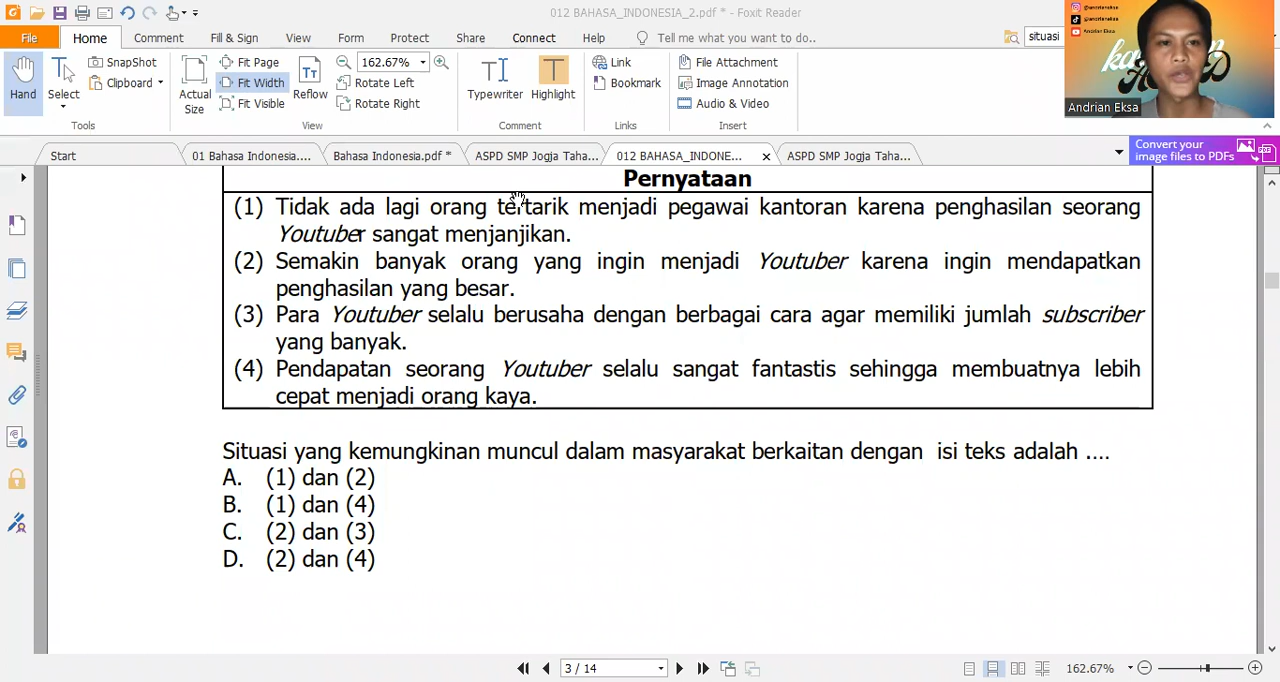 012 BAHASA_INDONESIA_2.pdf * - Foxit Reader
File Home Comment Fill & Sign View Form Protect Share Connect Help Tell me what you want to do.. situasi
Hand
Select
SnapShot
Clipboard
Tools
Actual Size
Fit Page
Fit Width
Fit Visible
Reflow
162.67%
Rotate Left
Rotate Right
View
Typewriter
Highlight
Comment
Link
Bookmark
Links
File Attachment
Image Annotation
Audio & Video
Insert
Andrian Eksa
Start 01 Bahasa Indonesia.... Bahasa Indonesia.pdf * ASPD SMP Jogja Taha... 012 BAHASA_INDONE... ASPD SMP Jogja Taha...
Convert your
image files to PDFs
Pernyataan
(1) Tidak ada lagi orang tertarik menjadi pegawai kantoran karena penghasilan seorang
Youtuber sangat menjanjikan.
(2) Semakin banyak orang yang ingin menjadi Youtuber karena ingin mendapatkan
penghasilan yang besar.
(3) Para Youtuber selalu berusaha dengan berbagai cara agar memiliki jumlah subscriber
yang banyak.
(4) Pendapatan seorang Youtuber selalu sangat fantastis sehingga membuatnya lebih
cepat menjadi orang kaya.
Situasi yang kemungkinan muncul dalam masyarakat berkaitan dengan isi teks adalah ....
A. (1) dan (2)
B. (1) dan (4)
C. (2) dan (3)
D. (2) dan (4)
3 / 14
162.67%